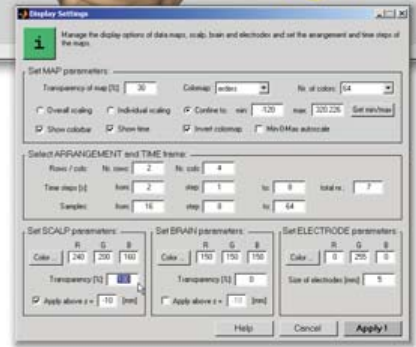 Display Settings
i
Manage the display options of data maps, scalp, brain and electrodes and set the arrangement and time steps of the maps.
Set MAP parameters:
Transparency of map [%]: 30 Colormap: Nr. of colors: 64
Overall scaling Individual scaling Confine to: min: -120 max: 320.226 Get min/max
Show colorbar Show time Invert colormap Min-0-Max autoscale
Select ARRANGEMENT and TIME frame:
Rows / cols: Nr. rows: 2 Nr. cols: 4
Time steps [s]: from: 2 step: 1 to: 8 total nr.: 7
Samples: from: 16 step: 8 to: 64
Set SCALP parameters:
R G B
Color ... 240 200 160
Transparency [%]:
Apply above z = -10 [mm]
Set BRAIN parameters:
R G B
Color ... 150 150 150
Transparency [%]: 0
Apply above z = -10 [mm]
Set ELECTRODE parameters:
R G B
Color ... 0 255 0
Size of electrodes [mm]: 5
Help Cancel Apply !